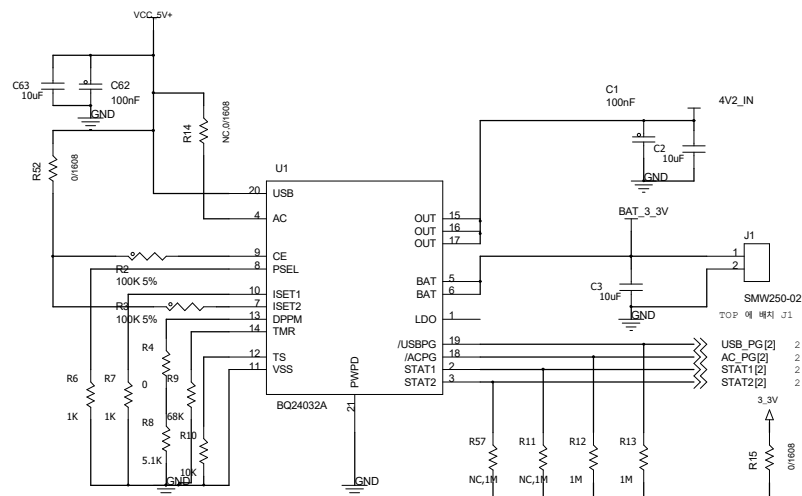 VCC_5V+
C63
10uF
C62
100nF
GND
R14
NC,0/1608
R52
0/1608
C1
100nF
4V2_IN
C2
10uF
GND
U1
20 USB
4 AC
9 CE
8 PSEL
10 ISET1
7 ISET2
13 DPPM
14 TMR
12 TS
11 VSS
OUT 15
OUT 16
OUT 17
BAT 5
BAT 6
LDO 1
/USBPG 19
/ACPG 18
STAT1 2
STAT2 3
PWPD
21
BQ24032A
GND
R2
100K 5%
R3
100K 5%
R4
0
R6
1K
R7
1K
R9
68K
R8
5.1K
R10
10K
GND
BAT_3_3V
C3
10uF
GND
J1
1
2
SMW250-02
TOP 에 배치 J1
USB_PG[2] 2
AC_PG[2] 2
STAT1[2] 2
STAT2[2] 2
3_3V
R15
0/1608
R57
NC,1M
R11
NC,1M
R12
1M
R13
1M